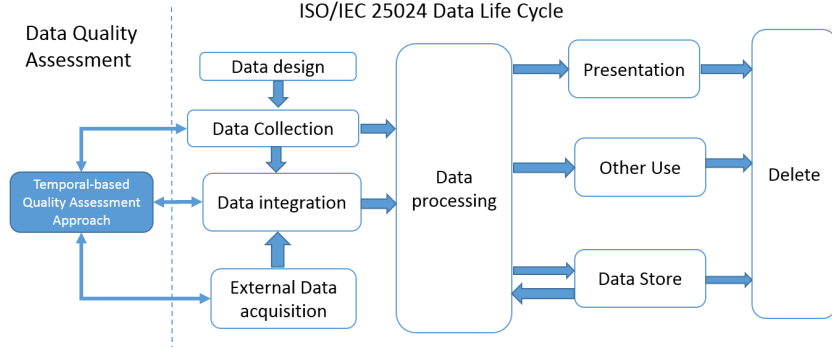 ISO/IEC 25024 Data Life Cycle
Data Quality
Assessment
Temporal-based
Quality Assessment
Approach
Data design
Data Collection
Data integration
External Data
acquisition
Data
processing
Presentation
Other Use
Data Store
Delete